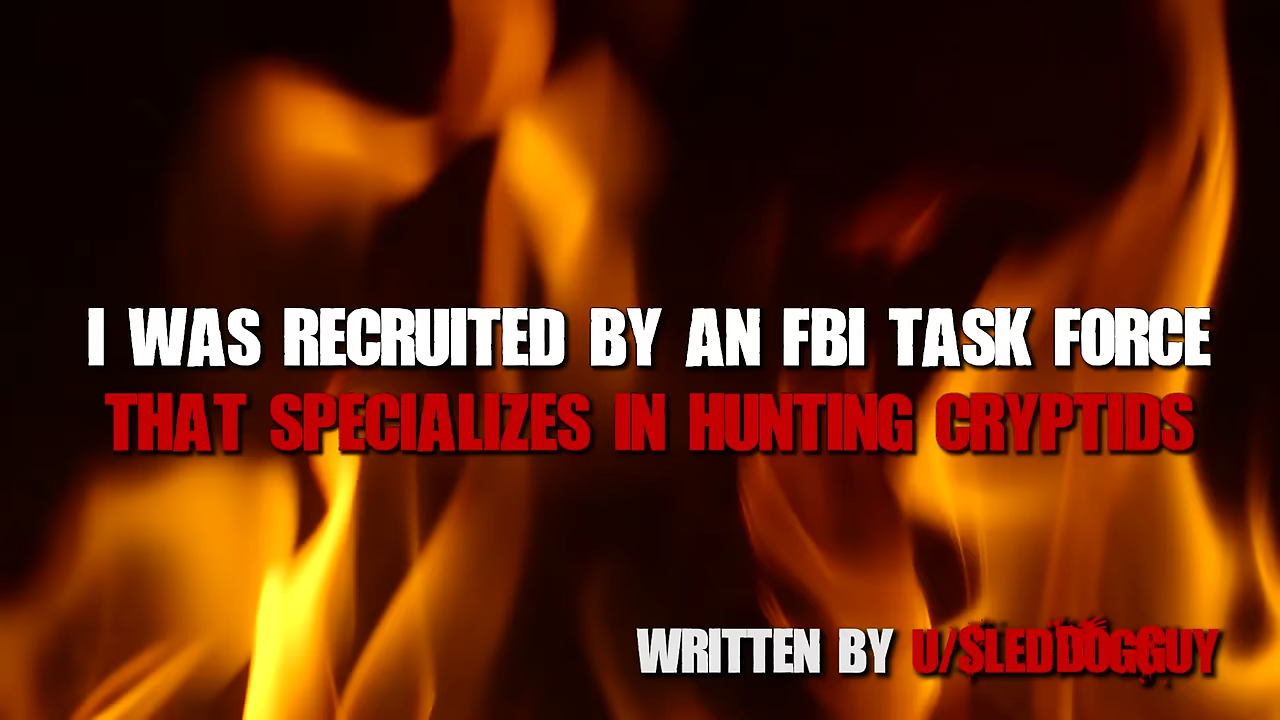 I WAS RECRUITED BY AN FBI TASK FORCE
THAT SPECIALIZES IN HUNTING CRYPTIDS
WRITTEN BY U/SLEDDOGGUY